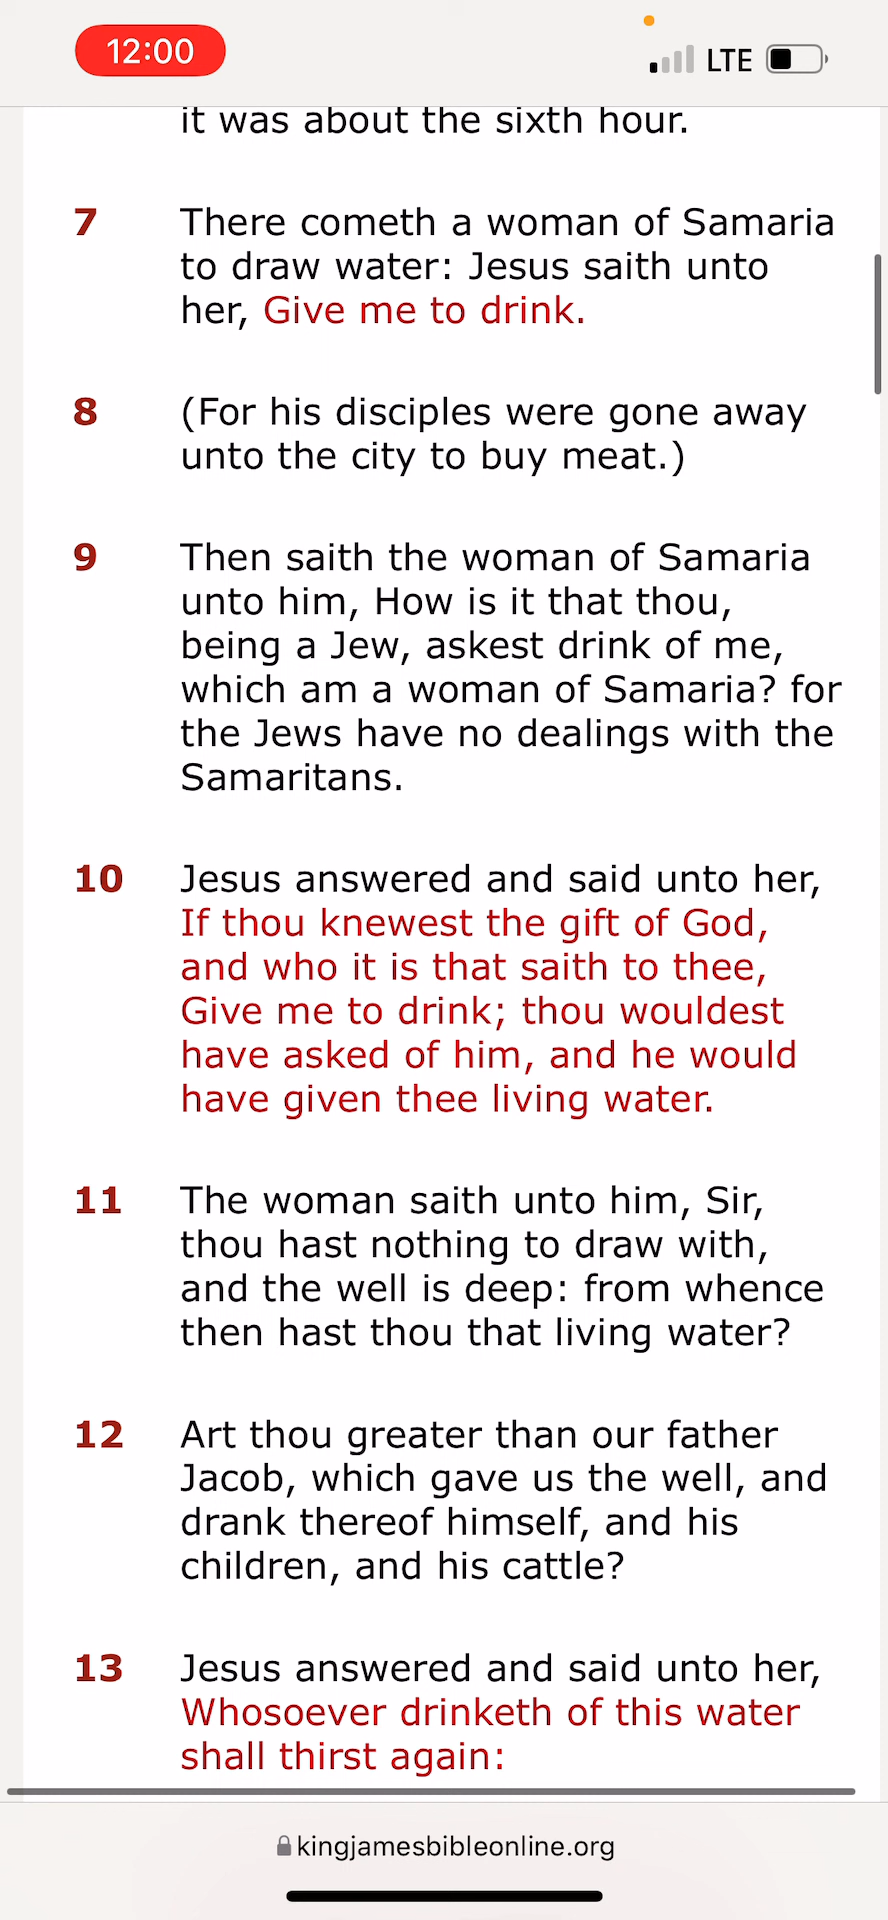 12:00
LTE
it was about the sixth hour.
7 There cometh a woman of Samaria
to draw water: Jesus saith unto
her, Give me to drink.
8 (For his disciples were gone away
unto the city to buy meat.)
9 Then saith the woman of Samaria
unto him, How is it that thou,
being a Jew, askest drink of me,
which am a woman of Samaria? for
the Jews have no dealings with the
Samaritans.
10 Jesus answered and said unto her,
If thou knewest the gift of God,
and who it is that saith to thee,
Give me to drink; thou wouldest
have asked of him, and he would
have given thee living water.
11 The woman saith unto him, Sir,
thou hast nothing to draw with,
and the well is deep: from whence
then hast thou that living water?
12 Art thou greater than our father
Jacob, which gave us the well, and
drank thereof himself, and his
children, and his cattle?
13 Jesus answered and said unto her,
Whosoever drinketh of this water
shall thirst again:
kingjamesbibleonline.org